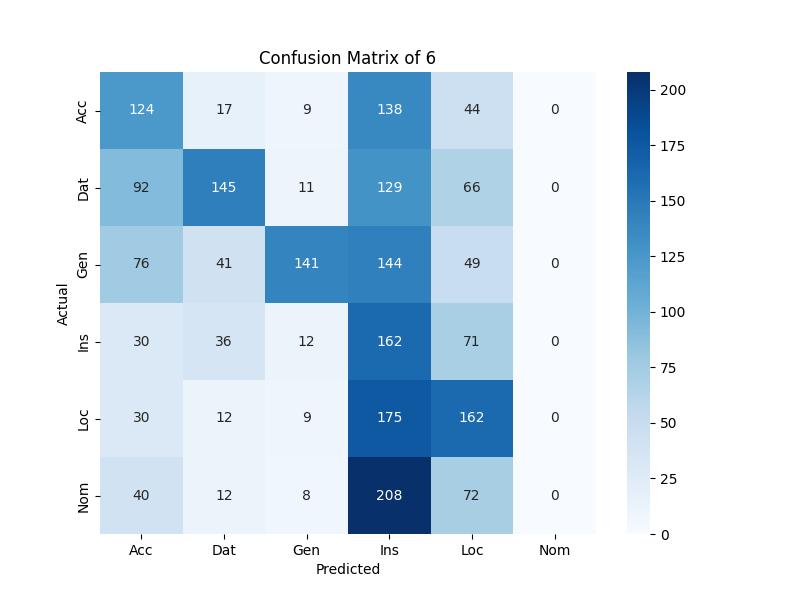 Confusion Matrix of 6
Acc 124 17 9 138 44 0
Dat 92 145 11 129 66 0
Gen 76 41 141 144 49 0
Ins 30 36 12 162 71 0
Loc 30 12 9 175 162 0
Nom 40 12 8 208 72 0
Acc Dat Gen Ins Loc Nom
Predicted
Actual
200
175
150
125
100
75
50
25
0